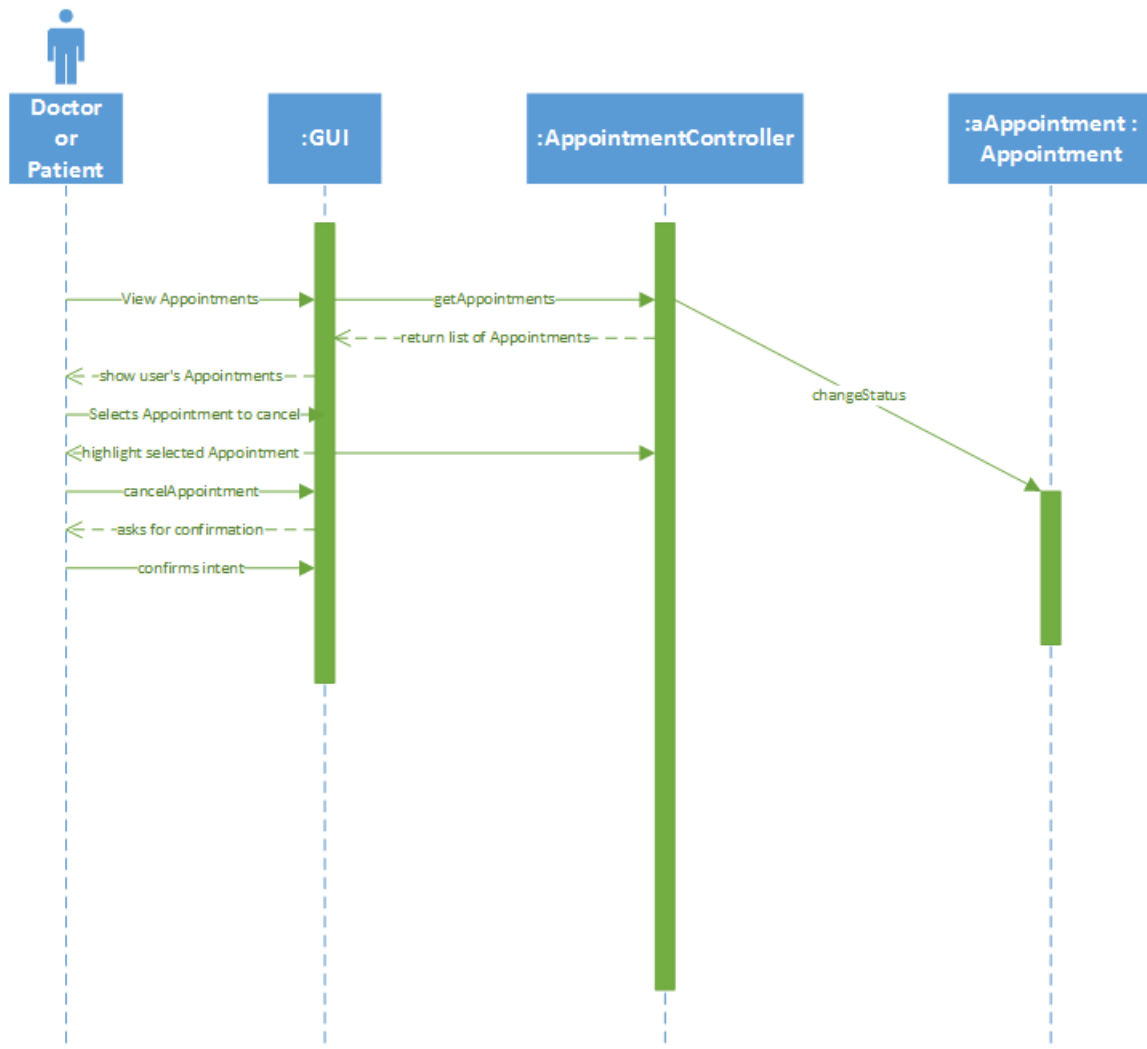 Doctor
or
Patient
:GUI
:AppointmentController
:aAppointment :
Appointment
View Appointments
getAppointments
return list of Appointments
show user's Appointments
changeStatus
Selects Appointment to cancel
highlight selected Appointment
cancelAppointment
asks for confirmation
confirms intent